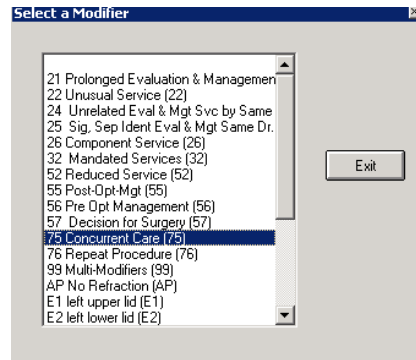 Select a Modifier
21 Prolonged Evaluation & Managemen
22 Unusual Service (22)
24 Unrelated Eval & Mgt Svc by Same
25 Sig, Sep Ident Eval & Mgt Same Dr.
26 Component Service (26)
32 Mandated Services (32)
52 Reduced Service (52)
55 Post-Opt-Mgt (55)
56 Pre Opt Management (56)
57 Decision for Surgery (57)
75 Concurrent Care (75)
76 Repeat Procedure (76)
99 Multi-Modifiers (99)
AP No Refraction (AP)
E1 left upper lid (E1)
E2 left lower lid (E2)
Exit